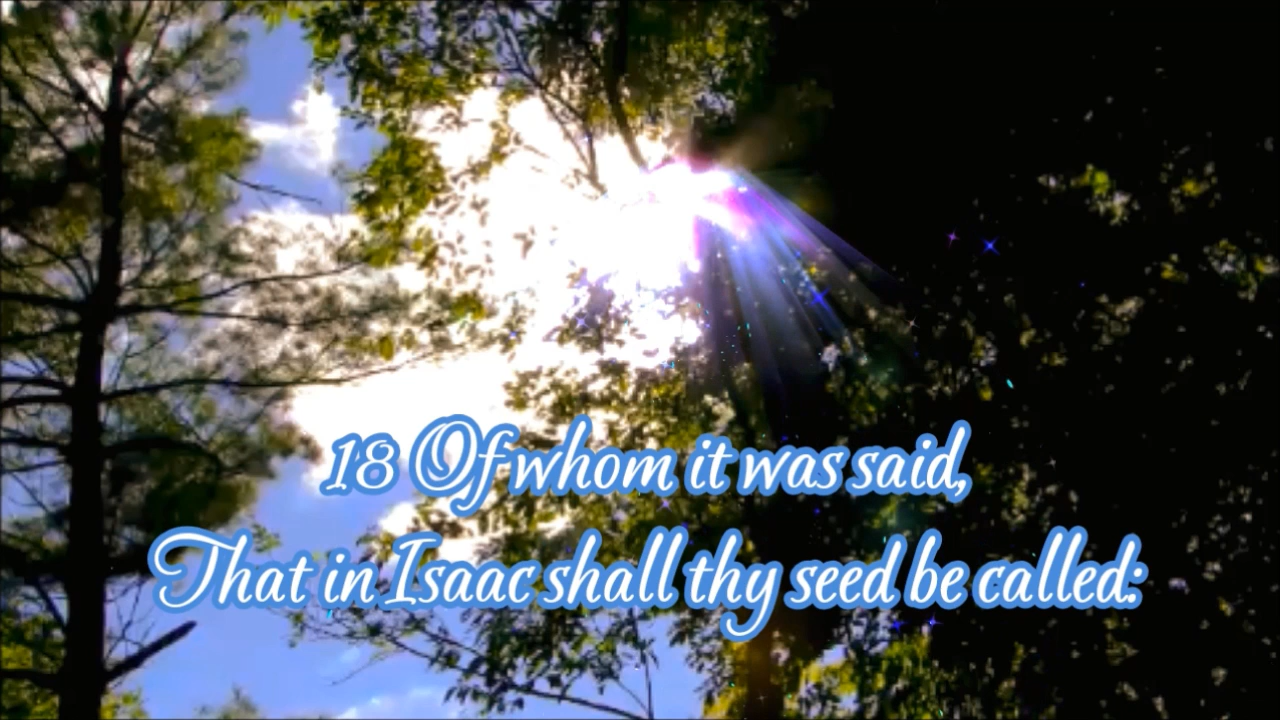 18 Of whom it was said,
That in Isaac shall thy seed be called: